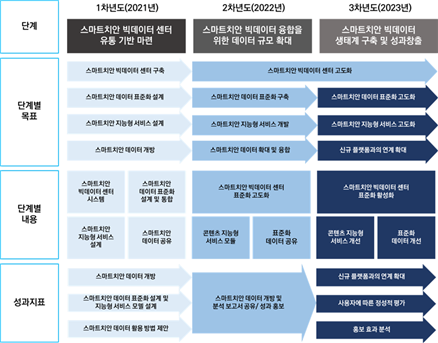 단계
1차년도(2021년)
스마트치안 빅데이터 센터
유통 기반 마련
2차년도(2022년)
스마트치안 빅데이터 융합을
위한 데이터 규모 확대
3차년도(2023년)
스마트치안 빅데이터
생태계 구축 및 성과창출
단계별
목표
스마트치안 빅데이터 센터 구축
스마트치안 빅데이터 센터 고도화
스마트치안 데이터 표준화 설계
스마트치안 데이터 표준화 구축
스마트치안 데이터 표준화 고도화
스마트치안 지능형 서비스 설계
스마트치안 지능형 서비스 개발
스마트치안 지능형 서비스 고도화
스마트치안 데이터 개발
스마트치안 데이터 확대 및 융합
신규 플랫폼과의 연계 확대
단계별
내용
스마트치안
빅데이터 센터
시스템
스마트치안
데이터 표준화
설계 및 통합
스마트치안 빅데이터 센터
표준화 고도화
스마트치안 빅데이터 센터
표준화 활성화
스마트치안
지능형 서비스
설계
스마트치안
데이터 공유
콘텐츠 지능형
서비스 모듈
표준화
데이터 공유
콘텐츠 지능형
서비스 개선
표준화
데이터 개선
성과지표
스마트치안 데이터 개발
스마트치안 데이터 표준화 설계 및
지능형 서비스 모델 설계
스마트치안 데이터 활용 방법 제안
스마트치안 데이터 개발 및
분석 보고서 공유/ 성과 홍보
신규 플랫폼과의 연계 확대
사용자에 따른 정성적 평가
홍보 효과 분석